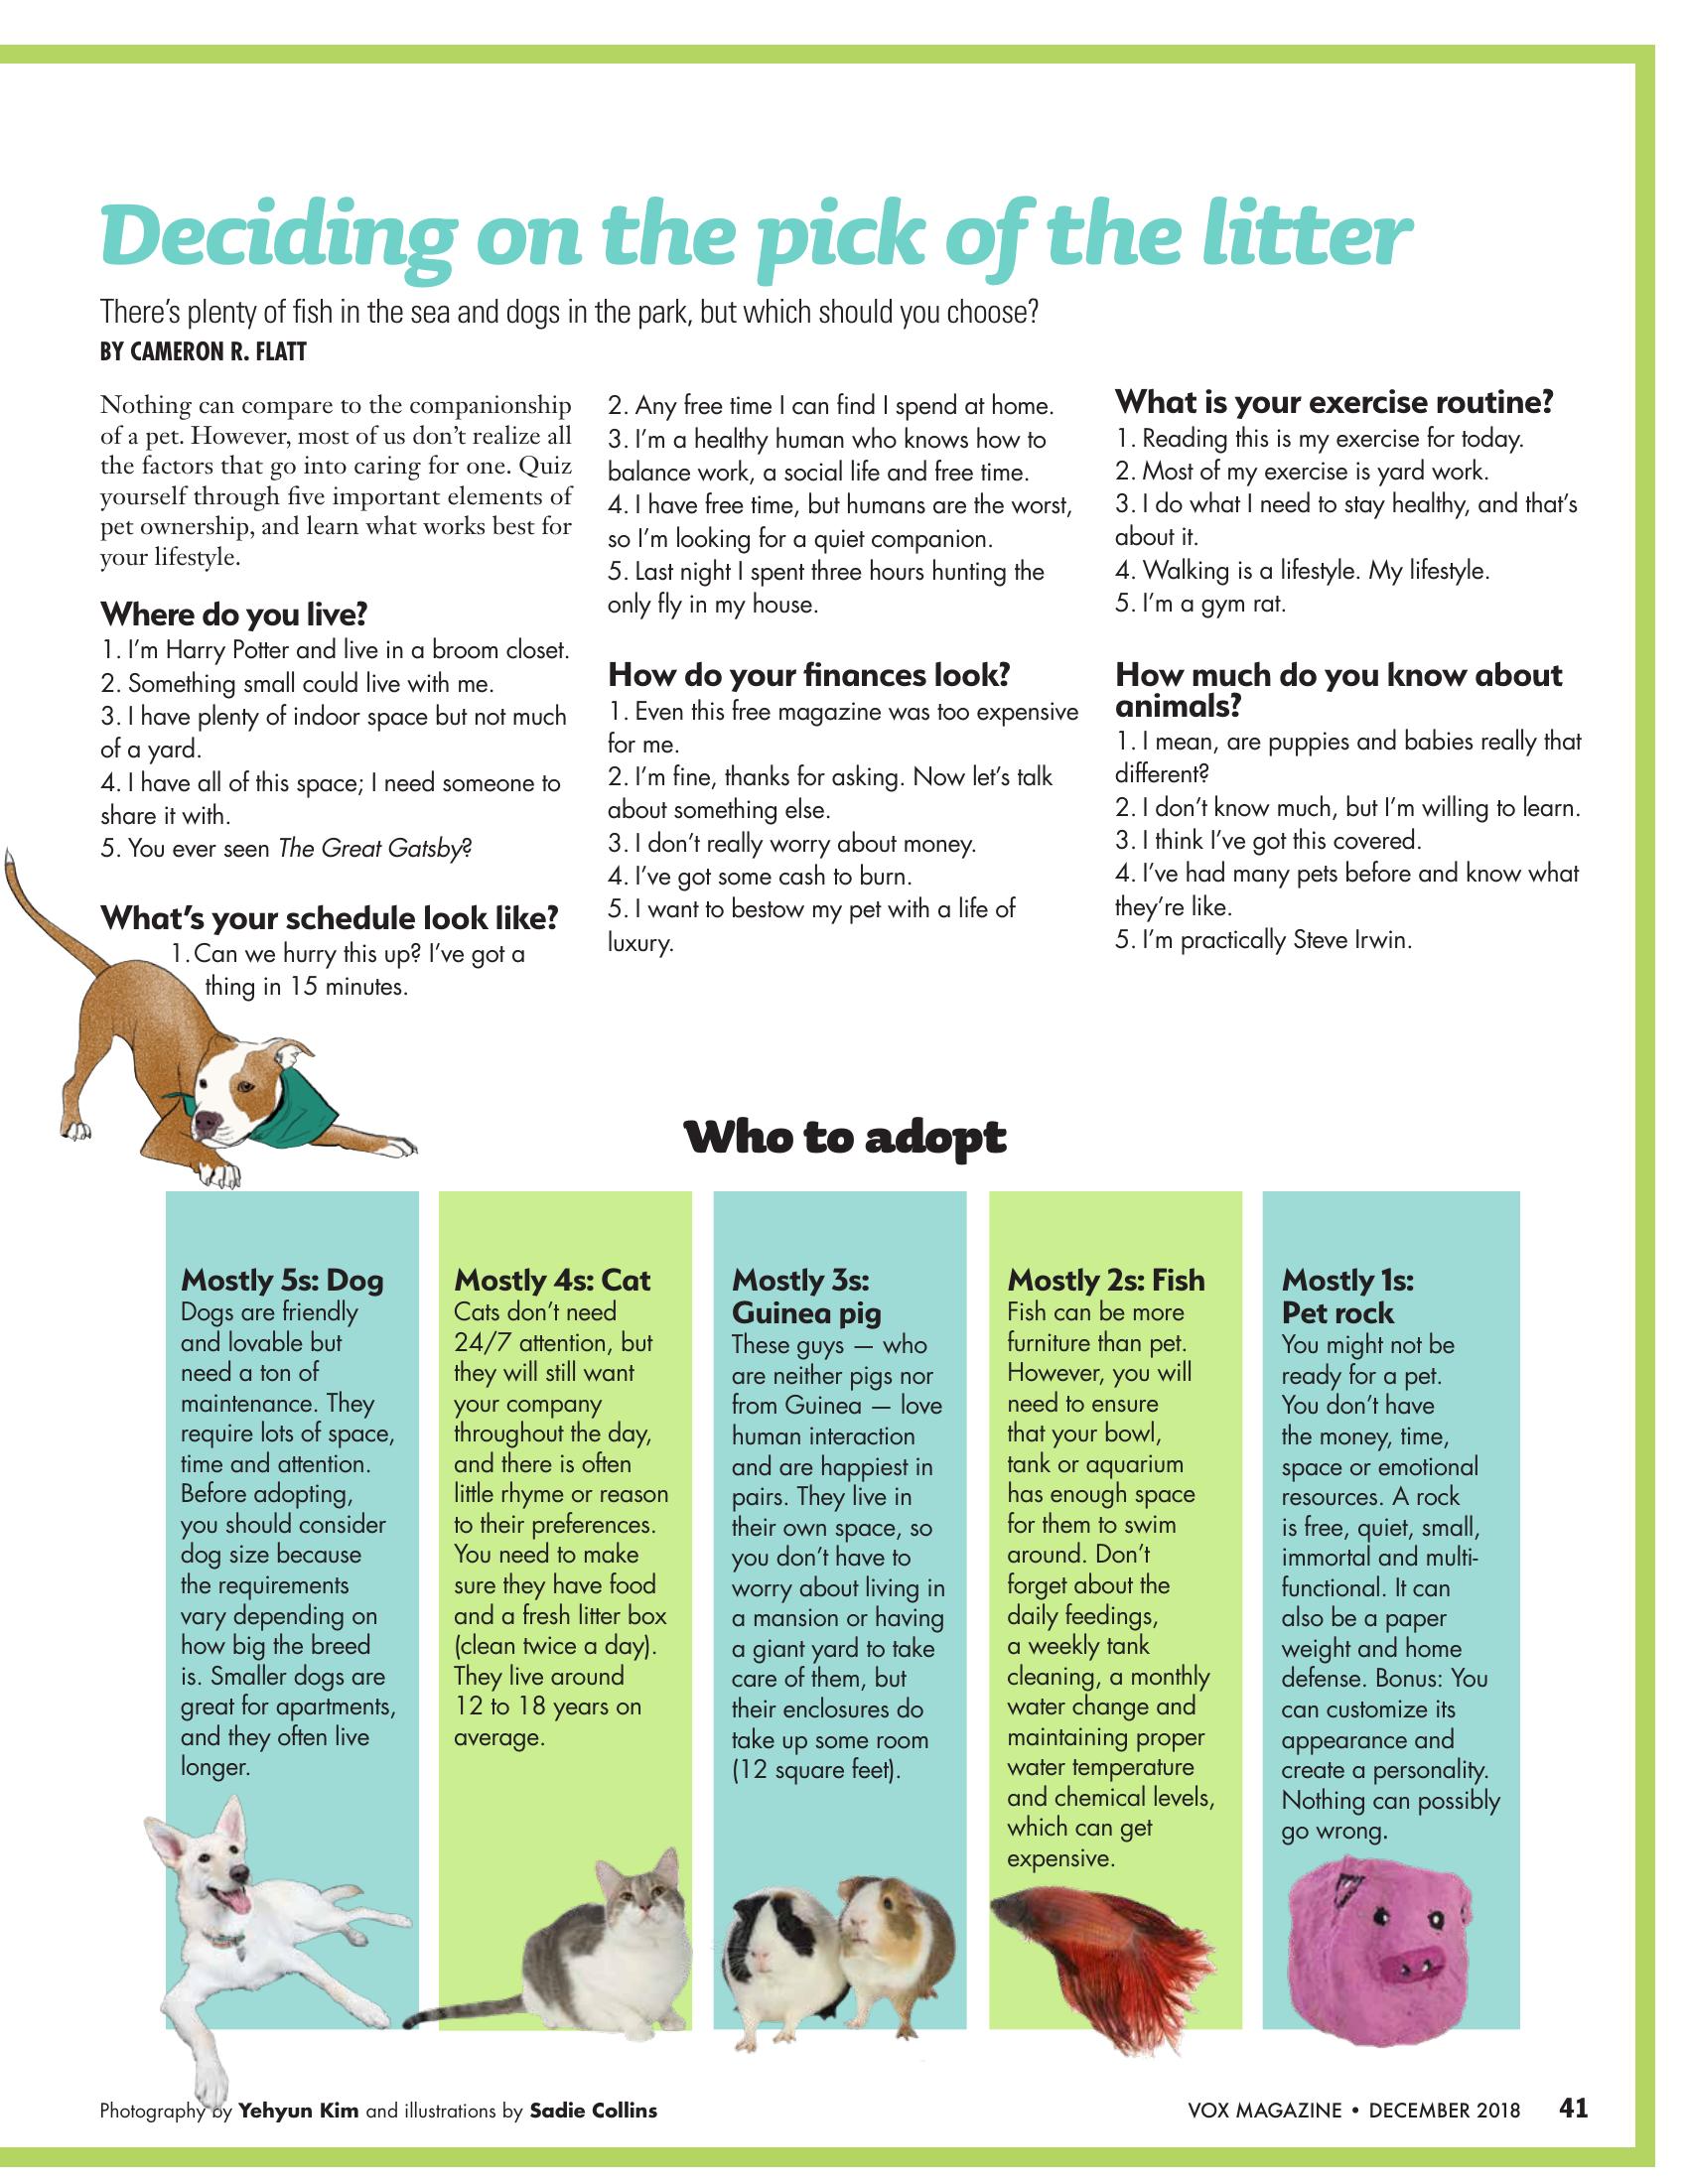 Deciding on the pick of the litter
There's plenty of fish in the sea and dogs in the park, but which should you choose?
BY CAMERON R. FLATT
Nothing can compare to the companionship
of a pet. However, most of us don't realize all
the factors that go into caring for one. Quiz
yourself through five important elements of
pet ownership, and learn what works best for
your lifestyle.
Where do you live?
1. I'm Harry Potter and live in a broom closet.
2. Something small could live with me.
3. I have plenty of indoor space but not much
of a yard.
4. I have all of this space; I need someone to
share it with.
5. You ever seen The Great Gatsby?
What's your schedule look like?
1. Can we hurry this up? I've got a
thing in 15 minutes.
2. Any free time I can find I spend at home.
3. I'm a healthy human who knows how to
balance work, a social life and free time.
4. I have free time, but humans are the worst,
so I'm looking for a quiet companion.
5. Last night I spent three hours hunting the
only fly in my house.
How do your finances look?
1. Even this free magazine was too expensive
for me.
2. I'm fine, thanks for asking. Now let's talk
about something else.
3. I don't really worry about money.
4. I've got some cash to burn.
5. I want to bestow my pet with a life of
luxury.
What is your exercise routine?
1. Reading this is my exercise for today.
2. Most of my exercise is yard work.
3. I do what I need to stay healthy, and that's
about it.
4. Walking is a lifestyle. My lifestyle.
5. I'm a gym rat.
How much do you know about
animals?
1. I mean, are puppies and babies really that
different?
2. I don't know much, but I'm willing to learn.
3. I think I've got this covered.
4. I've had many pets before and know what
they're like.
5. I'm practically Steve Irwin.
Who to adopt
Mostly 5s: Dog
Dogs are friendly
and lovable but
need a ton of
maintenance. They
require lots of space,
time and attention.
Before adopting,
you should consider
dog size because
the requirements
vary depending on
how big the breed
is. Smaller dogs are
great for apartments,
and they often live
longer.
Mostly 4s: Cat
Cats don't need
24/7 attention, but
they will still want
your company
throughout the day,
and there is often
little rhyme or reason
to their preferences.
You need to make
sure they have food
and a fresh litter box
(clean twice a day).
They live around
12 to 18 years on
average.
Mostly 3s:
Guinea pig
These guys — who
are neither pigs nor
from Guinea — love
human interaction
and are happiest in
pairs. They live in
their own space, so
you don't have to
worry about living in
a mansion or having
a giant yard to take
care of them, but
their enclosures do
take up some room
(12 square feet).
Mostly 2s: Fish
Fish can be more
furniture than pet.
However, you will
need to ensure
that your bowl,
tank or aquarium
has enough space
for them to swim
around. Don't
forget about the
daily feedings,
a weekly tank
cleaning, a monthly
water change and
maintaining proper
water temperature
and chemical levels,
which can get
expensive.
Mostly 1s:
Pet rock
You might not be
ready for a pet.
You don't have
the money, time,
space or emotional
resources. A rock
is free, quiet, small,
immortal and multi-
functional. It can
also be a paper
weight and home
defense. Bonus: You
can customize its
appearance and
create a personality.
Nothing can possibly
go wrong.
Photography by Yehyun Kim and illustrations by Sadie Collins
VOX MAGAZINE • DECEMBER 2018 41